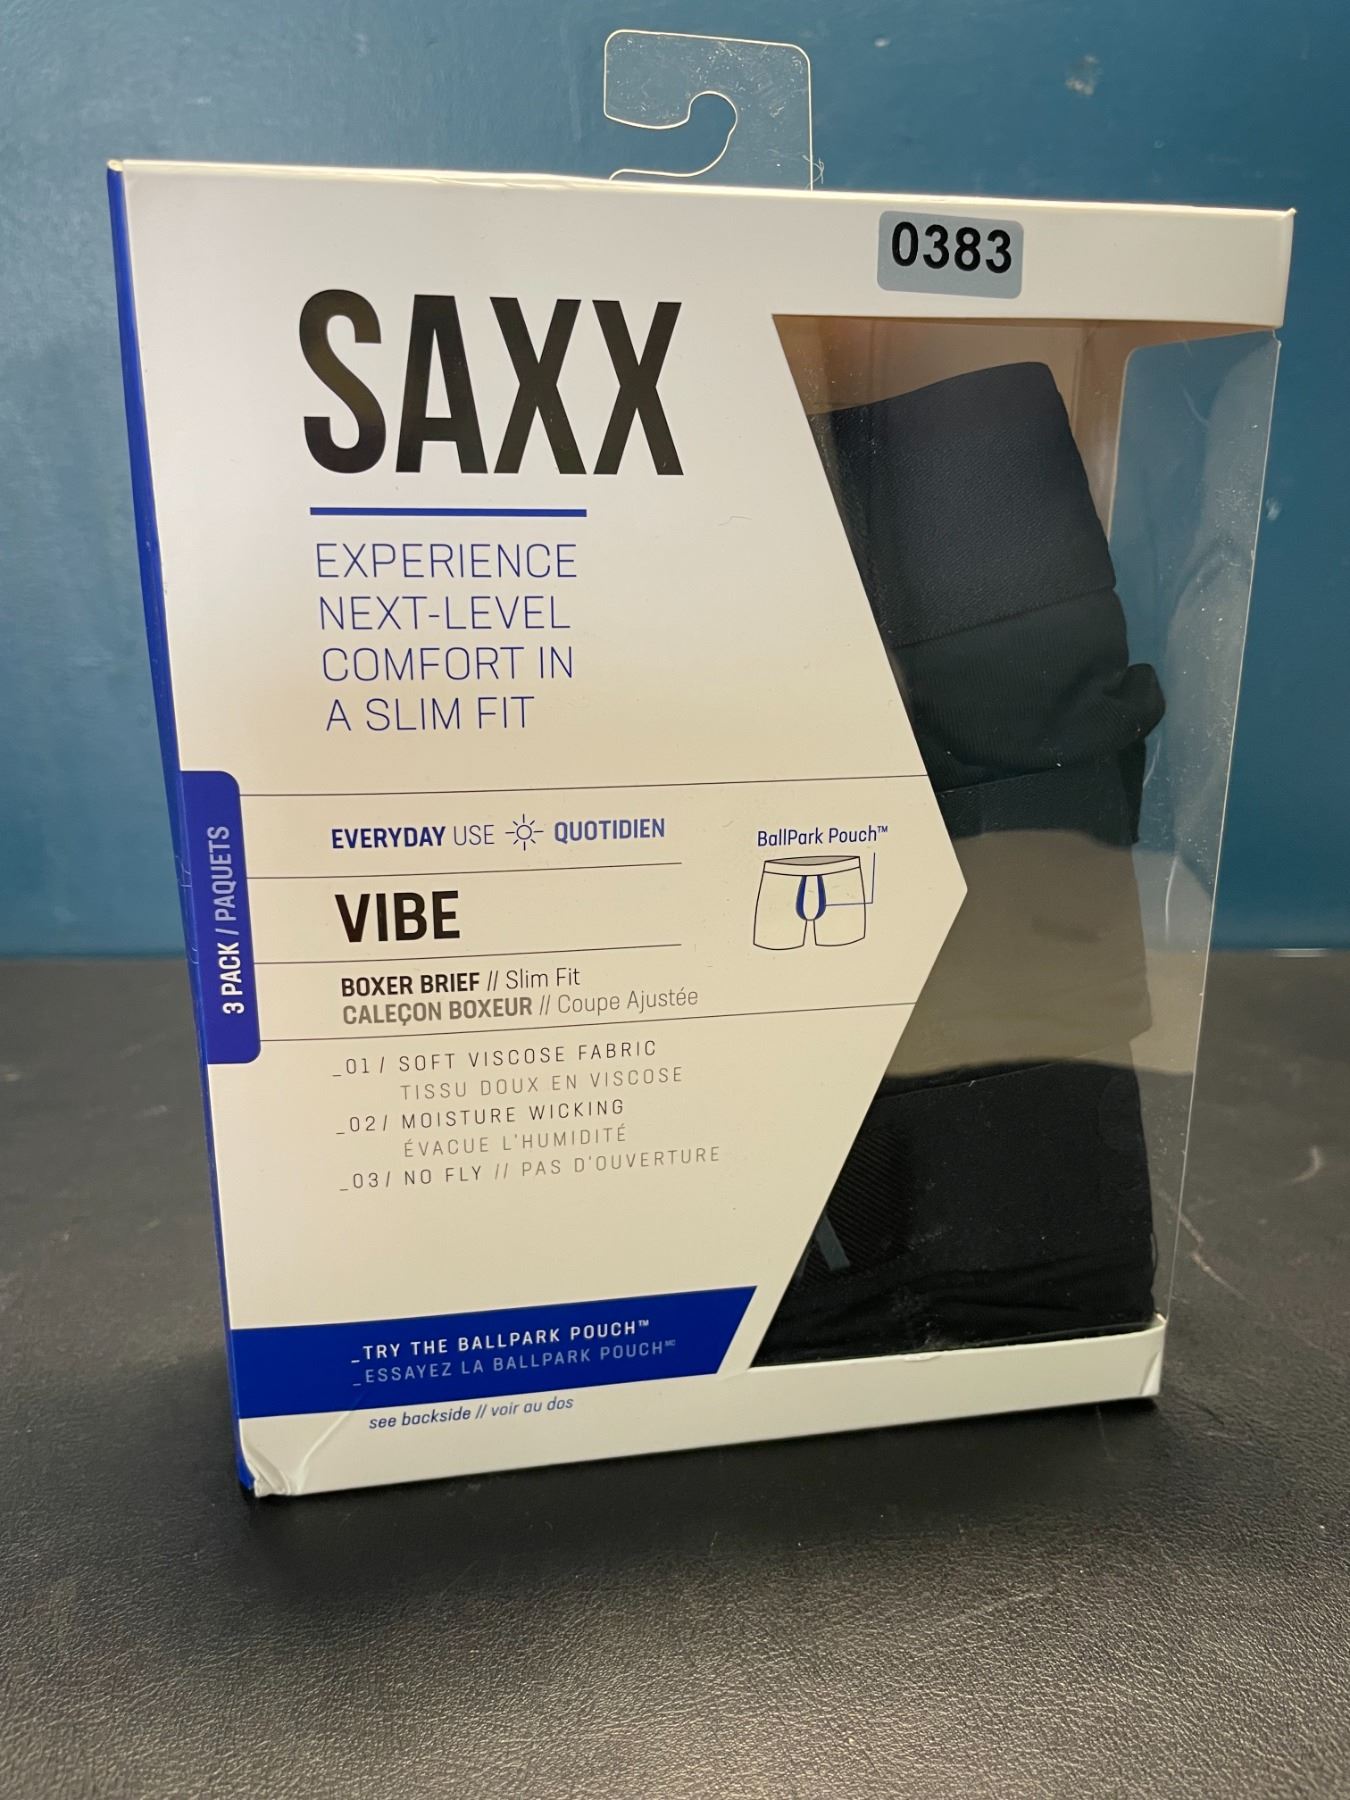 0383
SAXX
EXPERIENCE
NEXT-LEVEL
COMFORT IN
A SLIM FIT
3 PACK / PAQUETS
EVERYDAY USE QUOTIDIEN
BallPark Pouch™
VIBE
BOXER BRIEF // Slim Fit
CALEÇON BOXEUR // Coupe Ajustée
_01/ SOFT VISCOSE FABRIC
TISSU DOUX EN VISCOSE
_02/ MOISTURE WICKING
ÉVACUE L'HUMIDITÉ
_03/ NO FLY // PAS D'OUVERTURE
_TRY THE BALLPARK POUCH™
_ESSAYEZ LA BALLPARK POUCHᴹᶜ
see backside // voir au dos